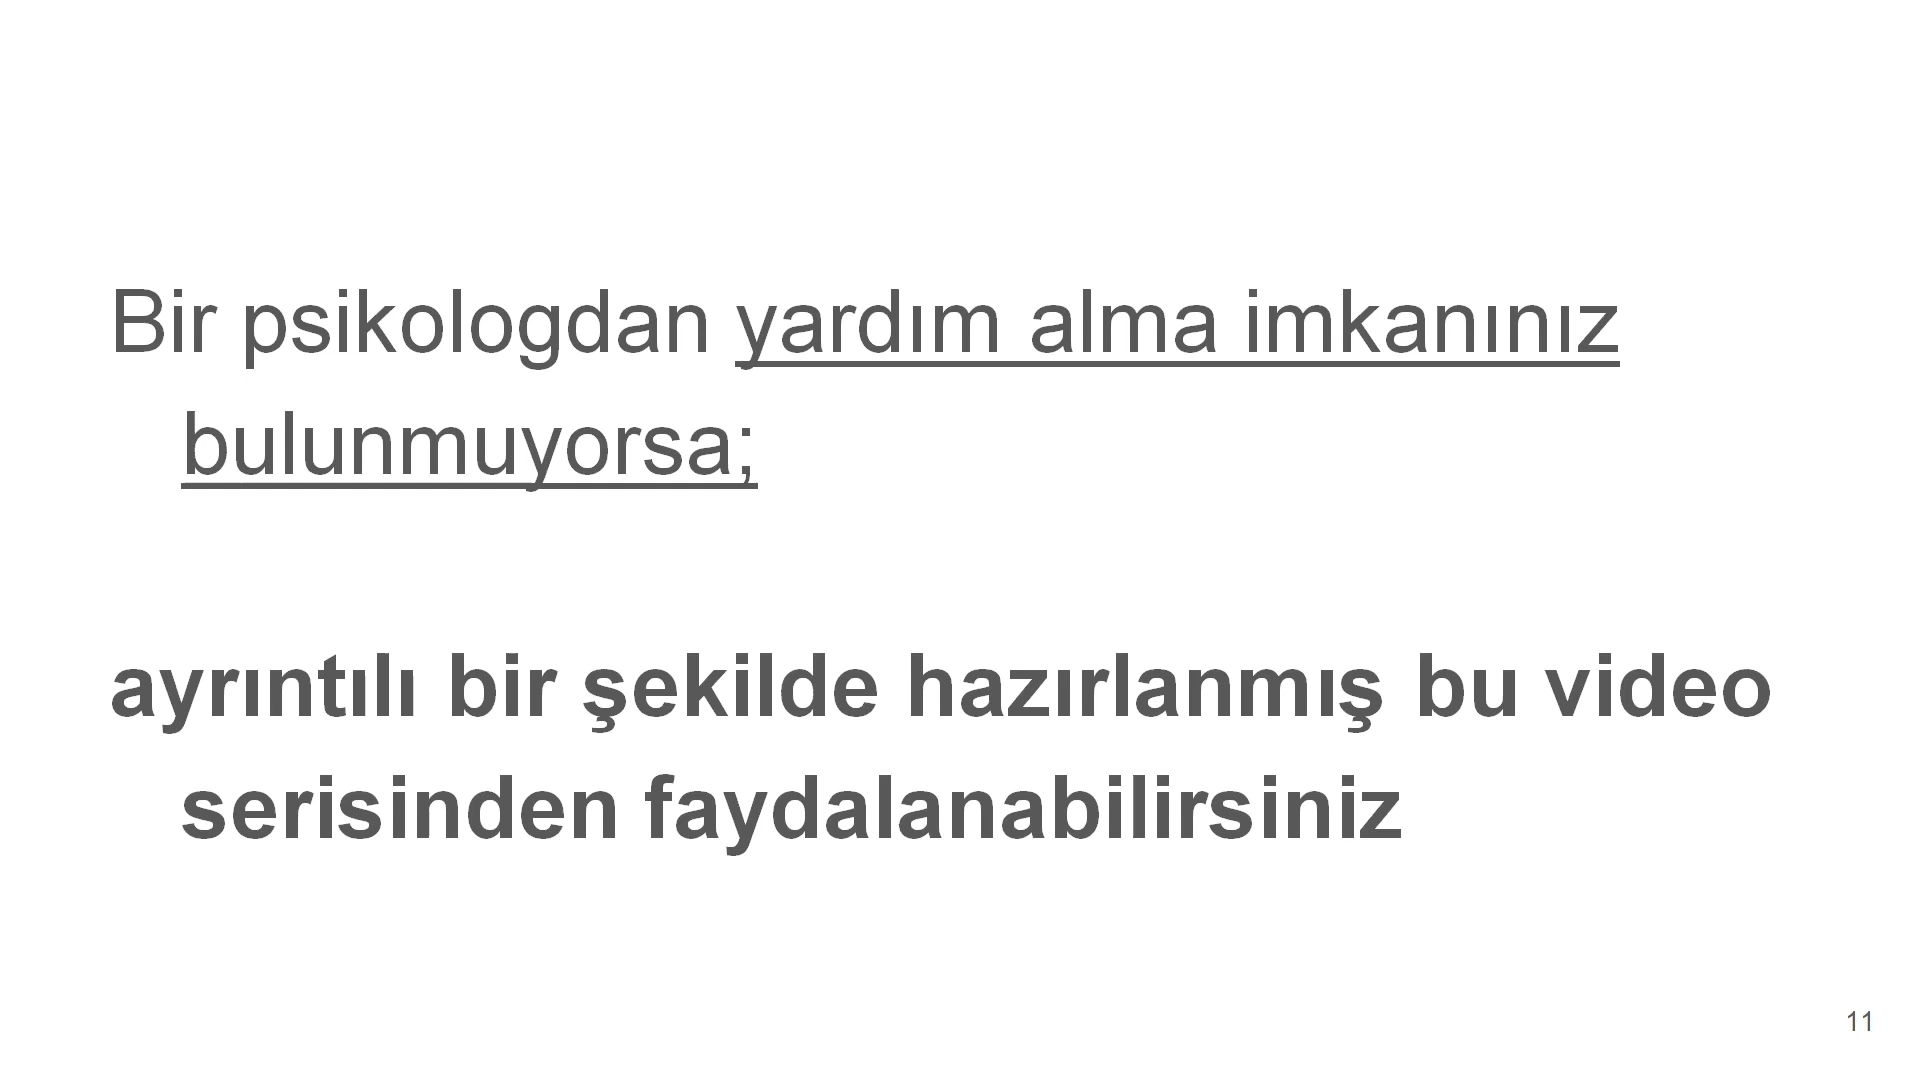 Bir psikologdan yardım alma imkanınız
bulunmuyorsa;
ayrıntılı bir şekilde hazırlanmış bu video
serisinden faydalanabilirsiniz
11